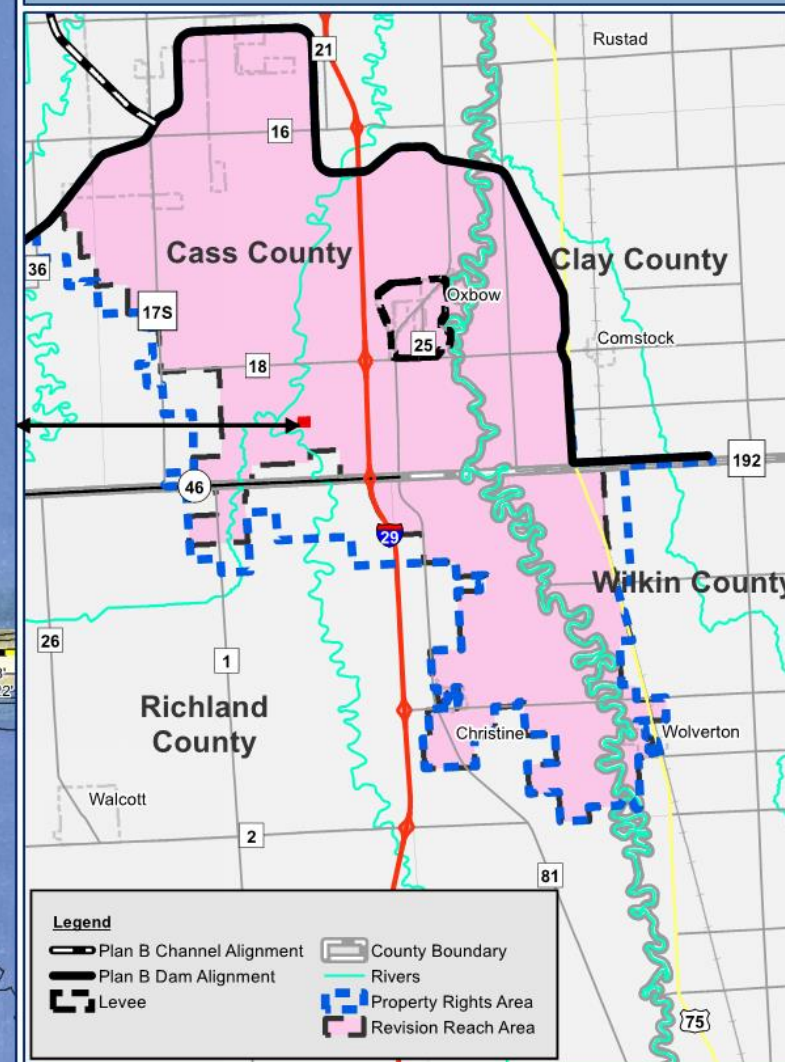 Rustad
21
16
Cass County
Clay County
36
Oxbow
17S
25
Comstock
18
192
46
29
Wilkin County
26
1
Richland
County
Christine
Wolverton
Walcott
2
81
75
Legend
Plan B Channel Alignment
Plan B Dam Alignment
Levee
County Boundary
Rivers
Property Rights Area
Revision Reach Area